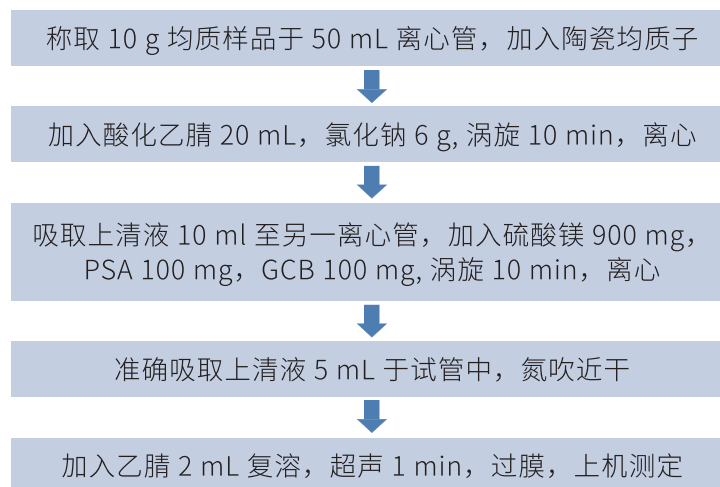 称取 10 g 均质样品于 50 mL 离心管，加入陶瓷均质子
加入酸化乙腈 20 mL，氯化钠 6 g, 涡旋 10 min，离心
吸取上清液 10 ml 至另一离心管，加入硫酸镁 900 mg，
PSA 100 mg，GCB 100 mg, 涡旋 10 min，离心
准确吸取上清液 5 mL 于试管中，氮吹近干
加入乙腈 2 mL 复溶，超声 1 min，过膜，上机测定